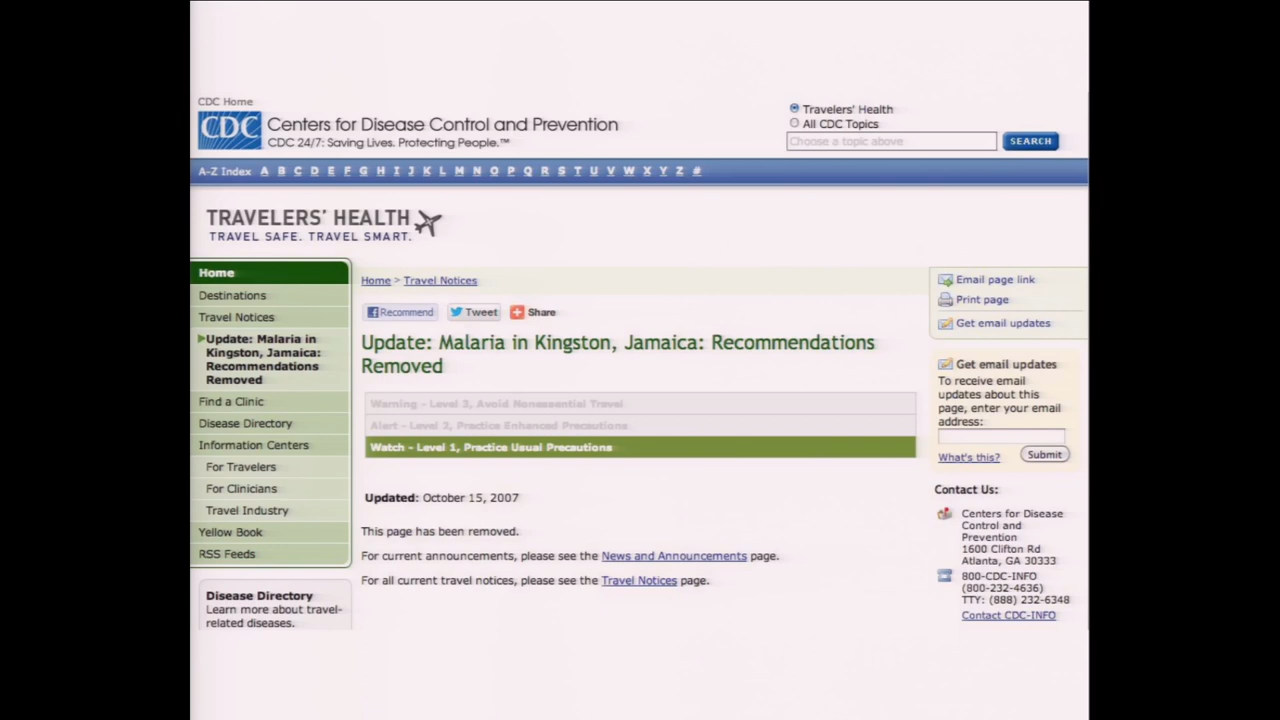 CDC Home
CDC
Centers for Disease Control and Prevention
CDC 24/7: Saving Lives. Protecting People.™
Travelers' Health
All CDC Topics
Choose a topic above
SEARCH
A-Z Index A B C D E F G H I J K L M N O P Q R S T U V W X Y Z #
TRAVELERS' HEALTH
TRAVEL SAFE. TRAVEL SMART.
Home
Destinations
Travel Notices
Update: Malaria in
Kingston, Jamaica:
Recommendations
Removed
Find a Clinic
Disease Directory
Information Centers
For Travelers
For Clinicians
Travel Industry
Yellow Book
RSS Feeds
Disease Directory
Learn more about travel-
related diseases.
Home > Travel Notices
Recommend Tweet Share
Update: Malaria in Kingston, Jamaica: Recommendations
Removed
Warning - Level 3, Avoid Nonessential Travel
Alert - Level 2, Practice Enhanced Precautions
Watch - Level 1, Practice Usual Precautions
Updated: October 15, 2007
This page has been removed.
For current announcements, please see the News and Announcements page.
For all current travel notices, please see the Travel Notices page.
Email page link
Print page
Get email updates
Get email updates
To receive email
updates about this
page, enter your email
address:
What's this? Submit
Contact Us:
Centers for Disease
Control and
Prevention
1600 Clifton Rd
Atlanta, GA 30333
800-CDC-INFO
(800-232-4636)
TTY: (888) 232-6348
Contact CDC-INFO